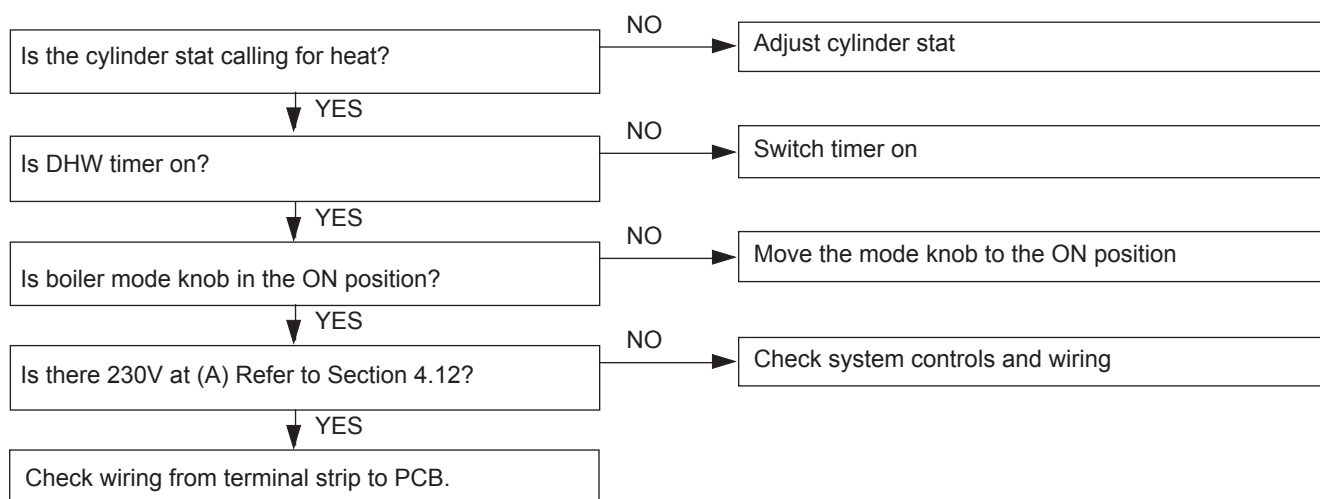 Is the cylinder stat calling for heat?
NO
Adjust cylinder stat
YES
Is DHW timer on?
NO
Switch timer on
YES
Is boiler mode knob in the ON position?
NO
Move the mode knob to the ON position
YES
Is there 230V at (A) Refer to Section 4.12?
NO
Check system controls and wiring
YES
Check wiring from terminal strip to PCB.